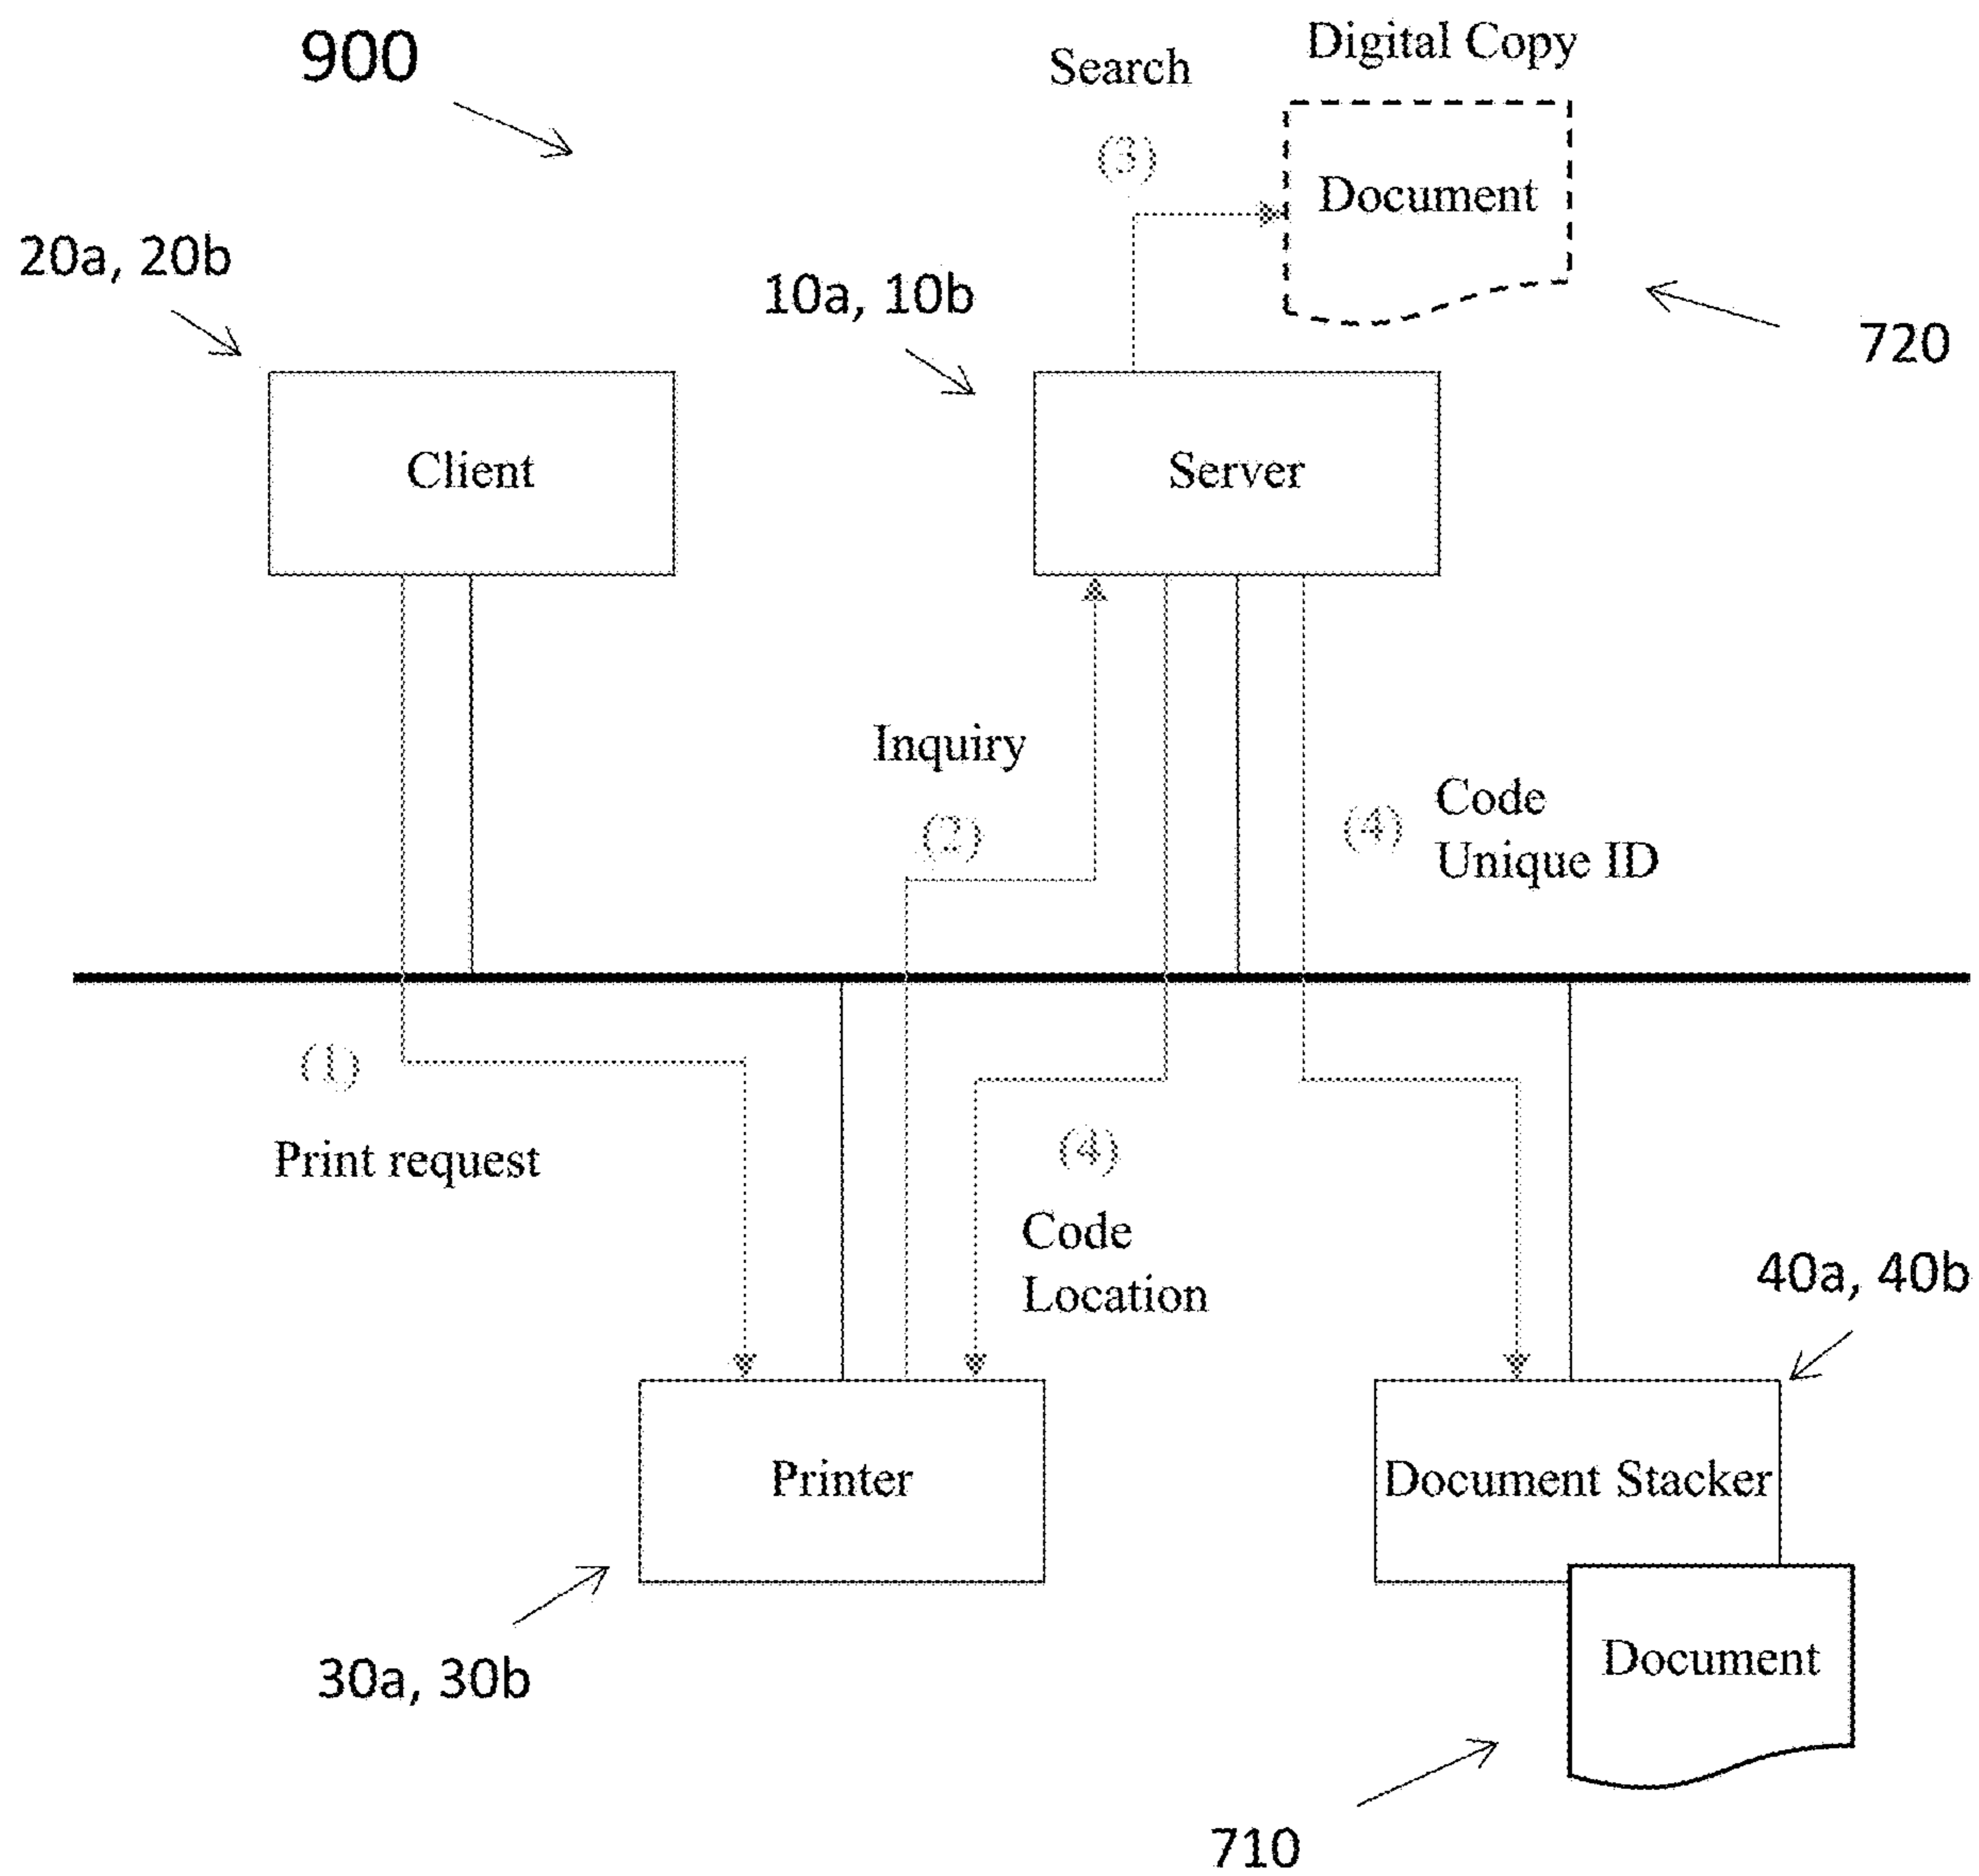 900
Search
Digital Copy
(3)
Document
20a, 20b
10a, 10b
720
Client
Server
Inquiry
(2)
(4)
Code
Unique ID
(1)
Print request
(4)
Code
Location
40a, 40b
Printer
Document Stacker
30a, 30b
Document
710